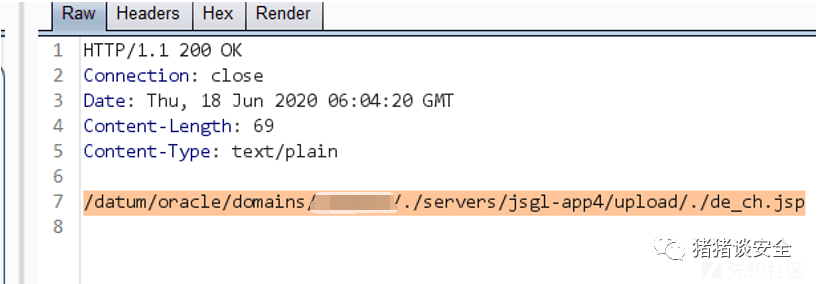 Raw Headers Hex Render
1 HTTP/1.1 200 OK
2 Connection: close
3 Date: Thu, 18 Jun 2020 06:04:20 GMT
4 Content-Length: 69
5 Content-Type: text/plain
6
7 /datum/oracle/domains/ /./servers/jsgl-app4/upload/./de_ch.jsp
8
猪猪谈安全
先知社区